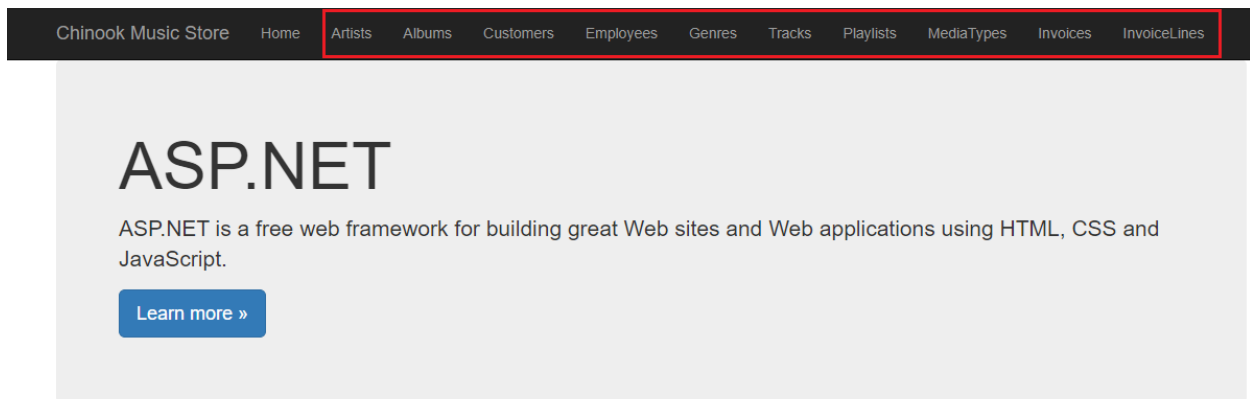 Chinook Music Store Home Artists Albums Customers Employees Genres Tracks Playlists MediaTypes Invoices InvoiceLines
ASP.NET
ASP.NET is a free web framework for building great Web sites and Web applications using HTML, CSS and
JavaScript.
Learn more »